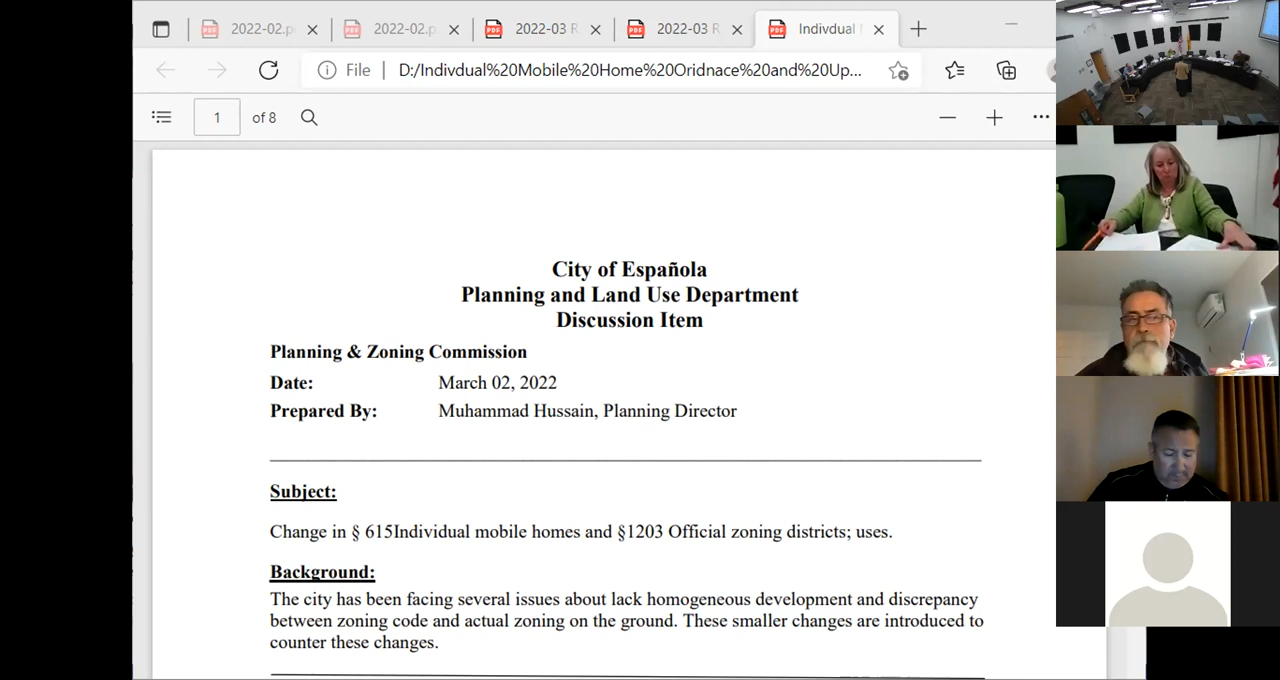 2022-02.p
2022-02.p
2022-03 R
2022-03 R
Indivdual
File
D:/Indivdual%20Mobile%20Home%20Oridnace%20and%20Up...
1
of 8
City of Española
Planning and Land Use Department
Discussion Item
Planning & Zoning Commission
Date: March 02, 2022
Prepared By: Muhammad Hussain, Planning Director
Subject:
Change in § 615Individual mobile homes and §1203 Official zoning districts; uses.
Background:
The city has been facing several issues about lack homogeneous development and discrepancy
between zoning code and actual zoning on the ground. These smaller changes are introduced to
counter these changes.